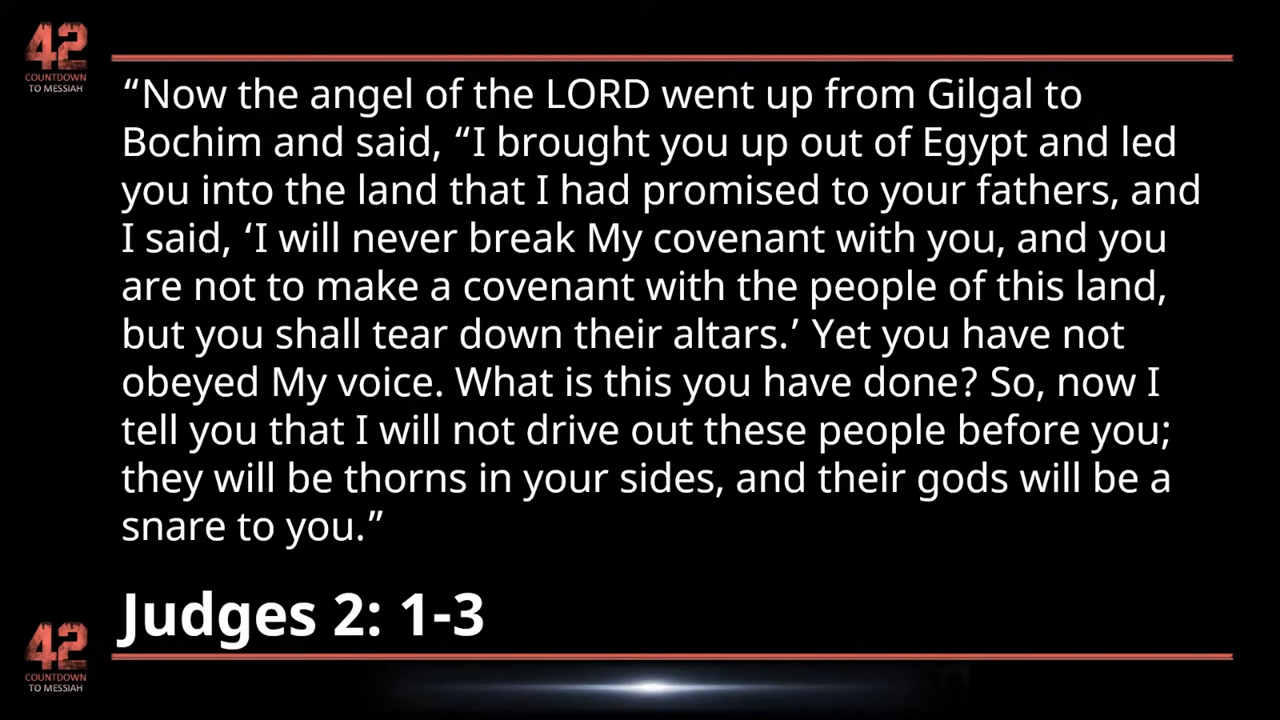 42
COUNTDOWN
TO MESSIAH
“Now the angel of the LORD went up from Gilgal to
Bochim and said, “I brought you up out of Egypt and led
you into the land that I had promised to your fathers, and
I said, ‘I will never break My covenant with you, and you
are not to make a covenant with the people of this land,
but you shall tear down their altars.’ Yet you have not
obeyed My voice. What is this you have done? So, now I
tell you that I will not drive out these people before you;
they will be thorns in your sides, and their gods will be a
snare to you.”
Judges 2: 1-3
42
COUNTDOWN
TO MESSIAH